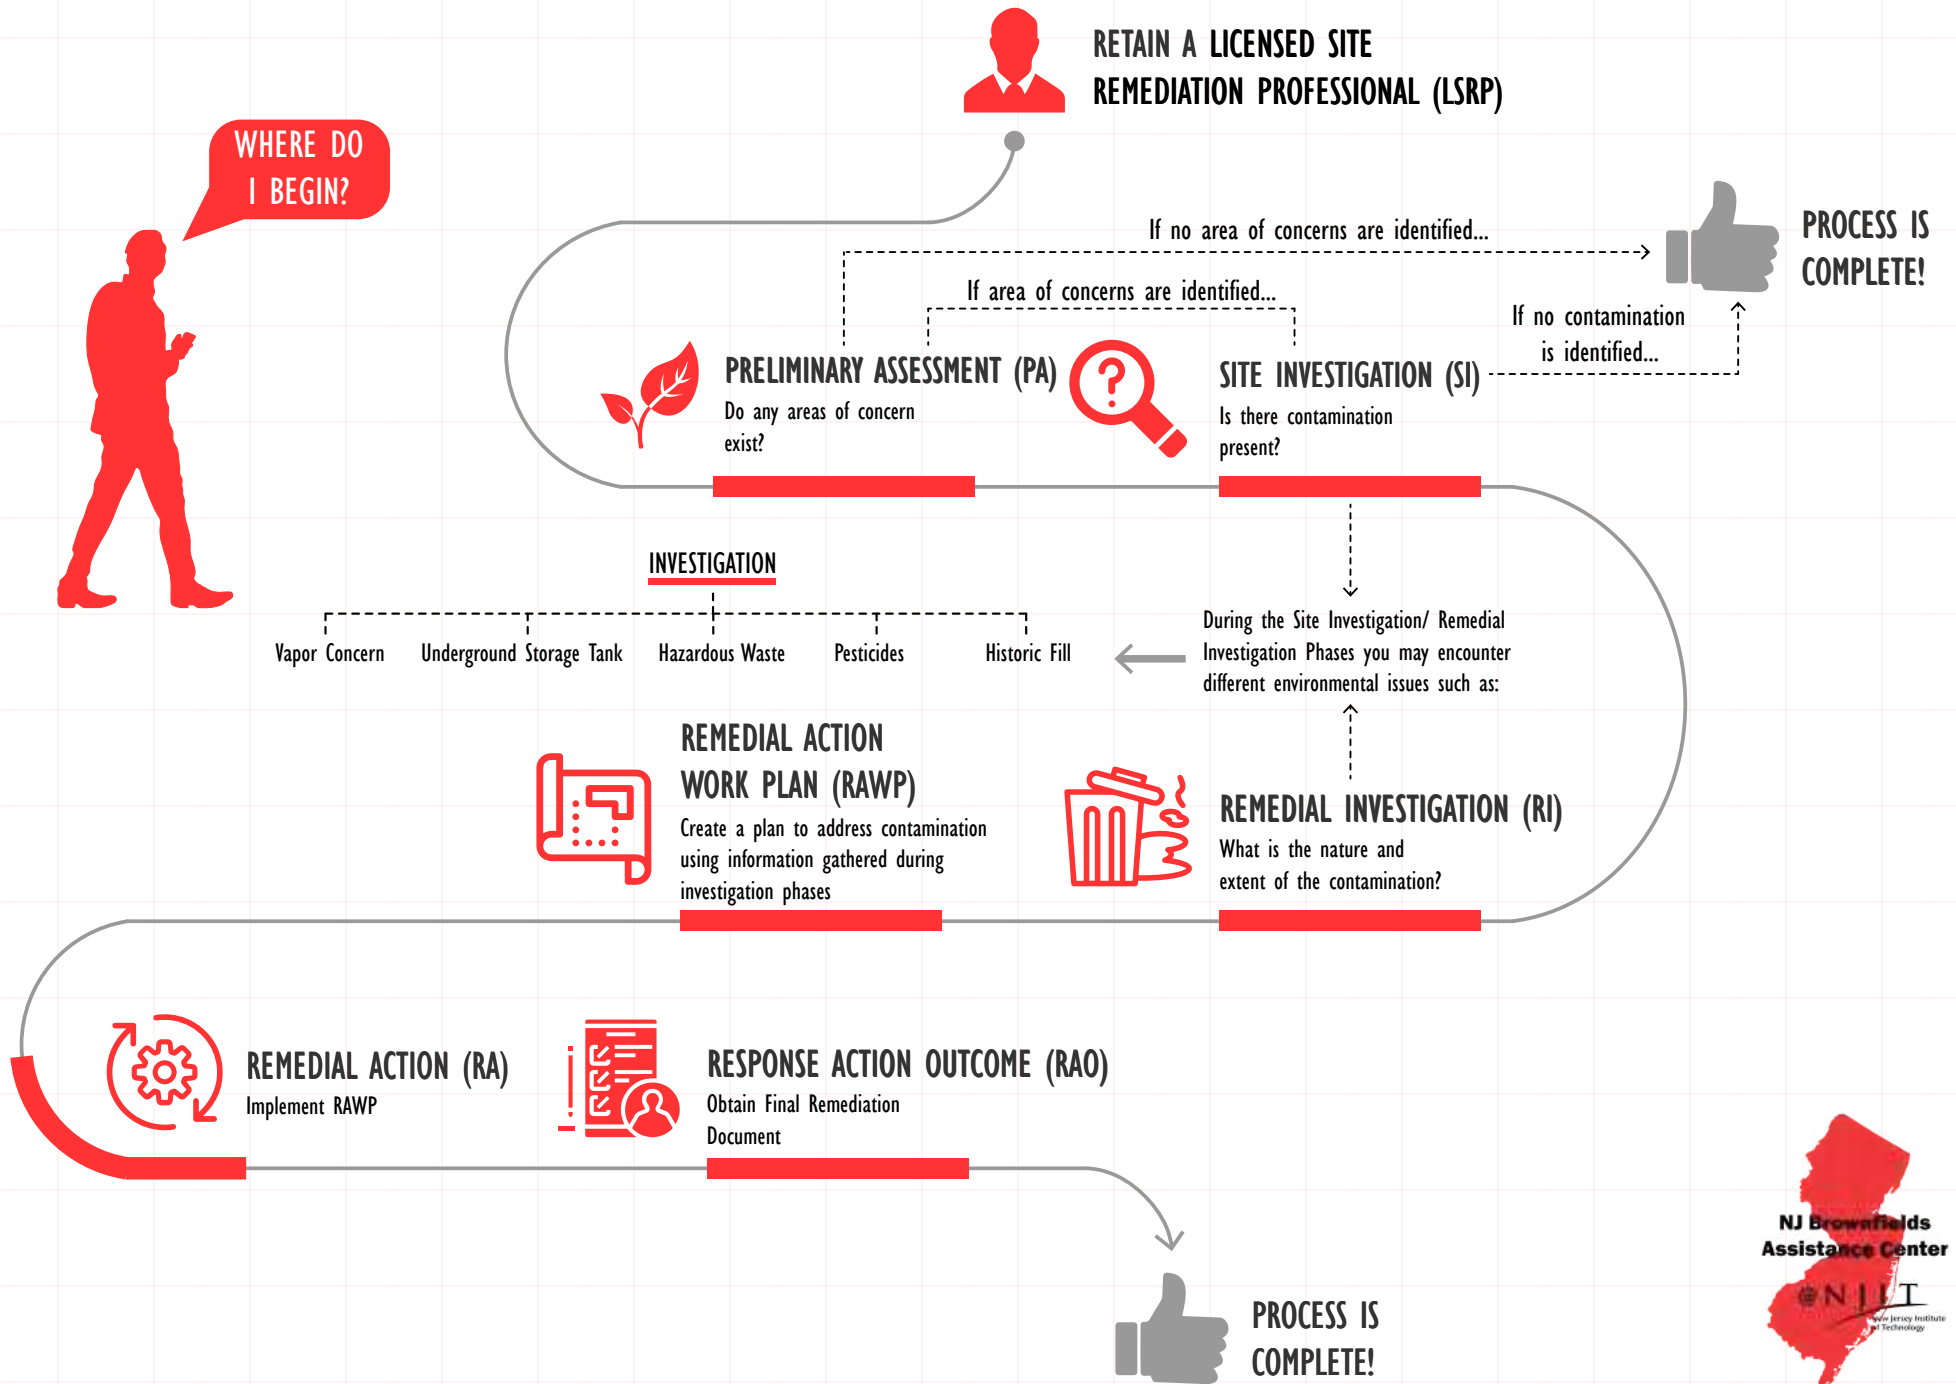 RETAIN A LICENSED SITE
REMEDIATION PROFESSIONAL (LSRP)
WHERE DO
I BEGIN?
If no area of concerns are identified...
PROCESS IS
COMPLETE!
If area of concerns are identified...
If no contamination
is identified...
PRELIMINARY ASSESSMENT (PA)
Do any areas of concern
exist?
?
SITE INVESTIGATION (SI)
Is there contamination
present?
INVESTIGATION
Vapor Concern
Underground Storage Tank
Hazardous Waste
Pesticides
Historic Fill
During the Site Investigation/ Remedial
Investigation Phases you may encounter
different environmental issues such as:
REMEDIAL ACTION
WORK PLAN (RAWP)
Create a plan to address contamination
using information gathered during
investigation phases
REMEDIAL INVESTIGATION (RI)
What is the nature and
extent of the contamination?
REMEDIAL ACTION (RA)
Implement RAWP
RESPONSE ACTION OUTCOME (RAO)
Obtain Final Remediation
Document
PROCESS IS
COMPLETE!
NJ Brownfields
Assistance Center
@NJIT
New Jersey Institute
of Technology